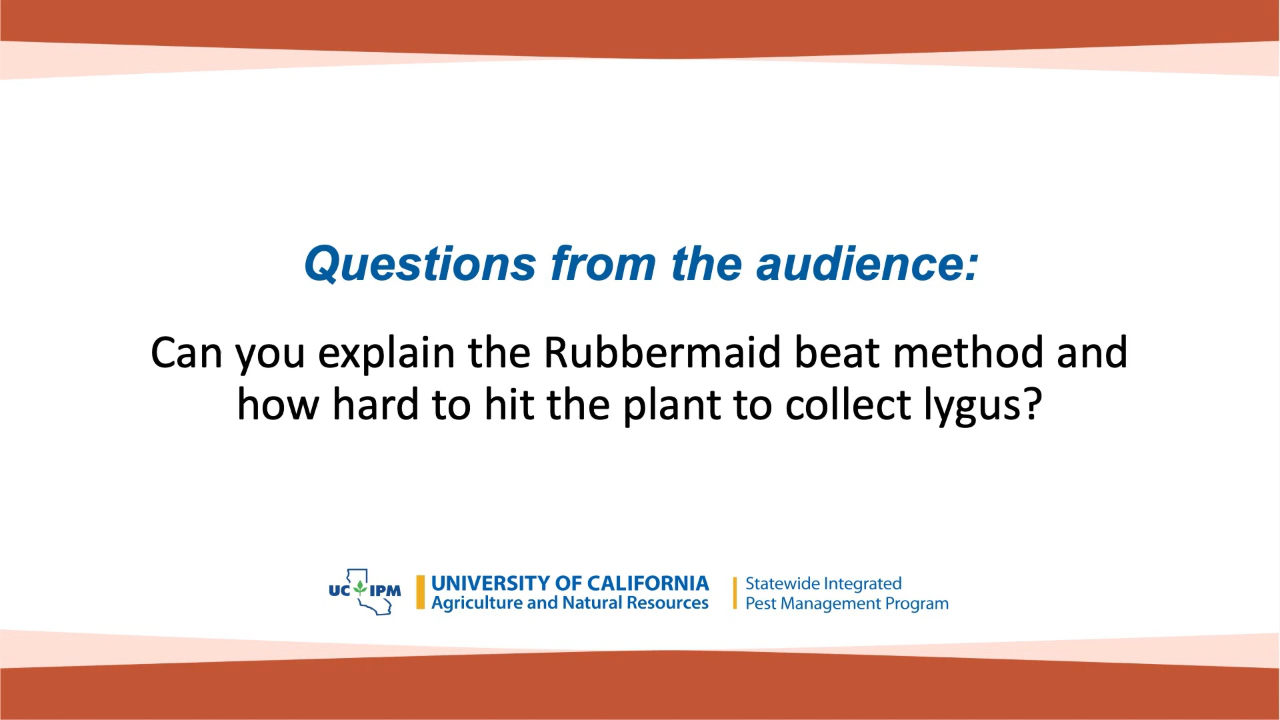 Questions from the audience:
Can you explain the Rubbermaid beat method and
how hard to hit the plant to collect lygus?
UC IPM
UNIVERSITY OF CALIFORNIA
Agriculture and Natural Resources
Statewide Integrated
Pest Management Program